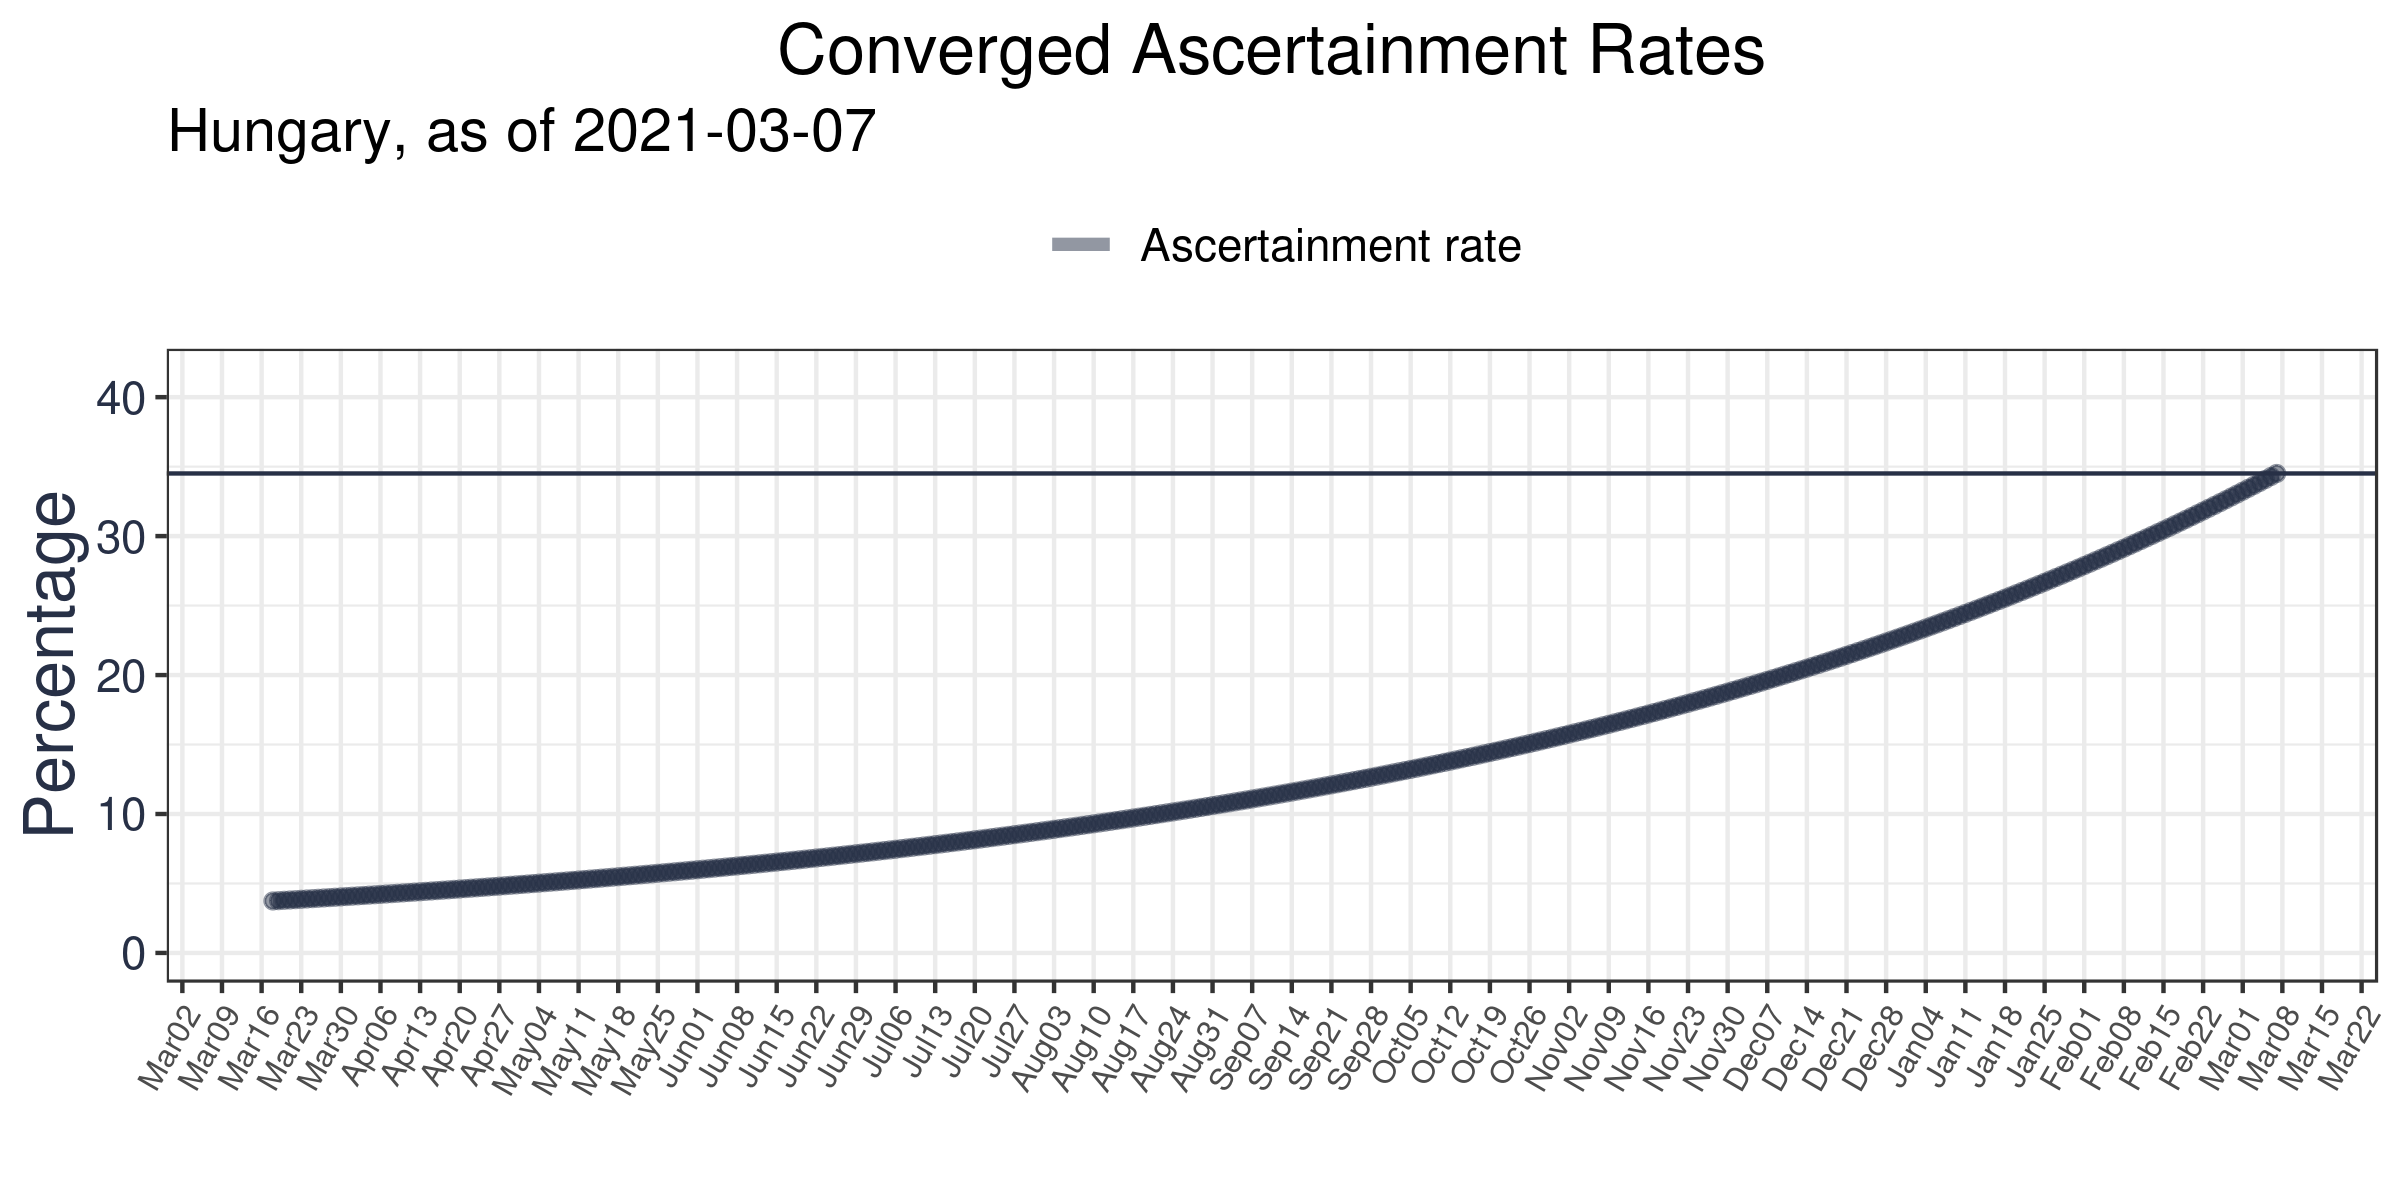 Converged Ascertainment Rates
Hungary, as of 2021-03-07
Ascertainment rate
Percentage
40
30
20
10
0
Mar02 Mar09 Mar16 Mar23 Mar30 Apr06 Apr13 Apr20 Apr27 May04 May11 May18 May25 Jun01 Jun08 Jun15 Jun22 Jun29 Jul06 Jul13 Jul20 Jul27 Aug03 Aug10 Aug17 Aug24 Aug31 Sep07 Sep14 Sep21 Sep28 Oct05 Oct12 Oct19 Oct26 Nov02 Nov09 Nov16 Nov23 Nov30 Dec07 Dec14 Dec21 Dec28 Jan04 Jan11 Jan18 Jan25 Feb01 Feb08 Feb15 Feb22 Mar01 Mar08 Mar15 Mar22